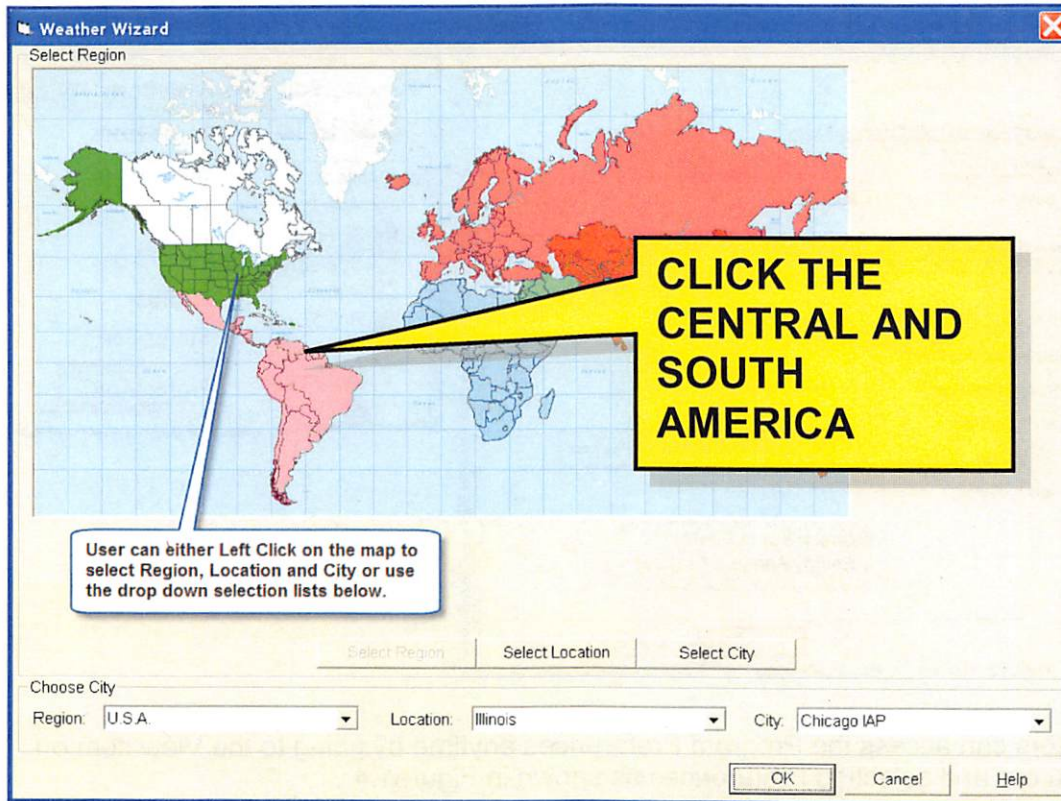 Weather Wizard
Select Region
CLICK THE
CENTRAL AND
SOUTH
AMERICA
User can either Left Click on the map to
select Region, Location and City or use
the drop down selection lists below.
Select Region Select Location Select City
Choose City
Region: U.S.A. Location: Illinois City: Chicago IAP
OK Cancel Help